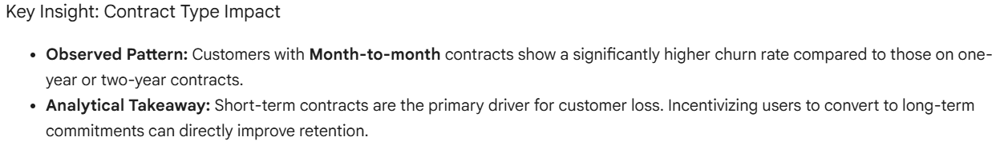 Key Insight: Contract Type Impact
• Observed Pattern: Customers with Month-to-month contracts show a significantly higher churn rate compared to those on one-
year or two-year contracts.
• Analytical Takeaway: Short-term contracts are the primary driver for customer loss. Incentivizing users to convert to long-term
commitments can directly improve retention.